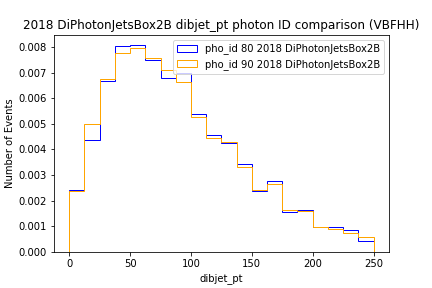 2018 DiPhotonJetsBox2B dibjet_pt photon ID comparison (VBFHH)
pho_id 80 2018 DiPhotonJetsBox2B
pho_id 90 2018 DiPhotonJetsBox2B
Number of Events
0.008
0.007
0.006
0.005
0.004
0.003
0.002
0.001
0.000
0 50 100 150 200 250
dibjet_pt